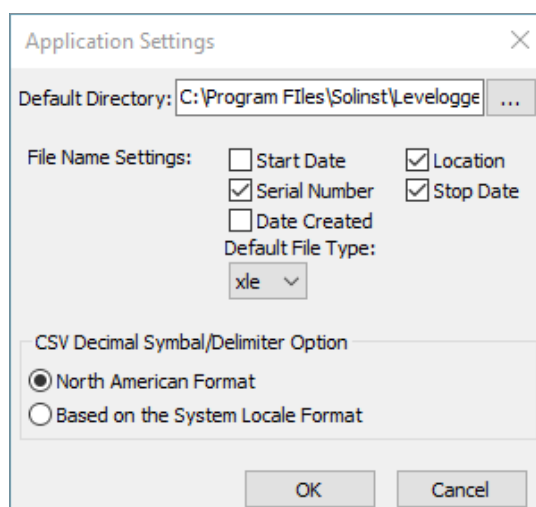 Application Settings
Default Directory: C:\Program FIles\Solinst\Levelogge ...
File Name Settings: Start Date Location
Serial Number Stop Date
Date Created
Default File Type:
xle
CSV Decimal Symbol/Delimiter Option
North American Format
Based on the System Locale Format
OK Cancel